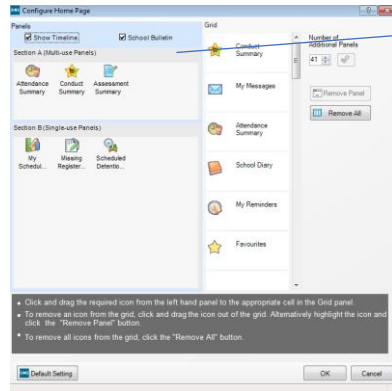 Configure Home Page
Panels
Show Timeline
School Bulletin
Section A (Multi-use Panels)
Attendance Summary
Conduct Summary
Assessment Summary
Section B (Single-use Panels)
My Schedul...
Missing Register...
Scheduled Detentio...
Grid
Conduct Summary
My Messages
Attendance Summary
School Diary
My Reminders
Favourites
Number of Additional Panels
41
Remove Panel
Remove All
• Click and drag the required icon from the left hand panel to the appropriate cell in the Grid panel.
• To remove an icon from the grid, click and drag the icon out of the grid. Alternatively highlight the icon and
click the "Remove Panel" button.
• To remove all icons from the grid, click the "Remove All" button.
Default Setting
OK
Cancel